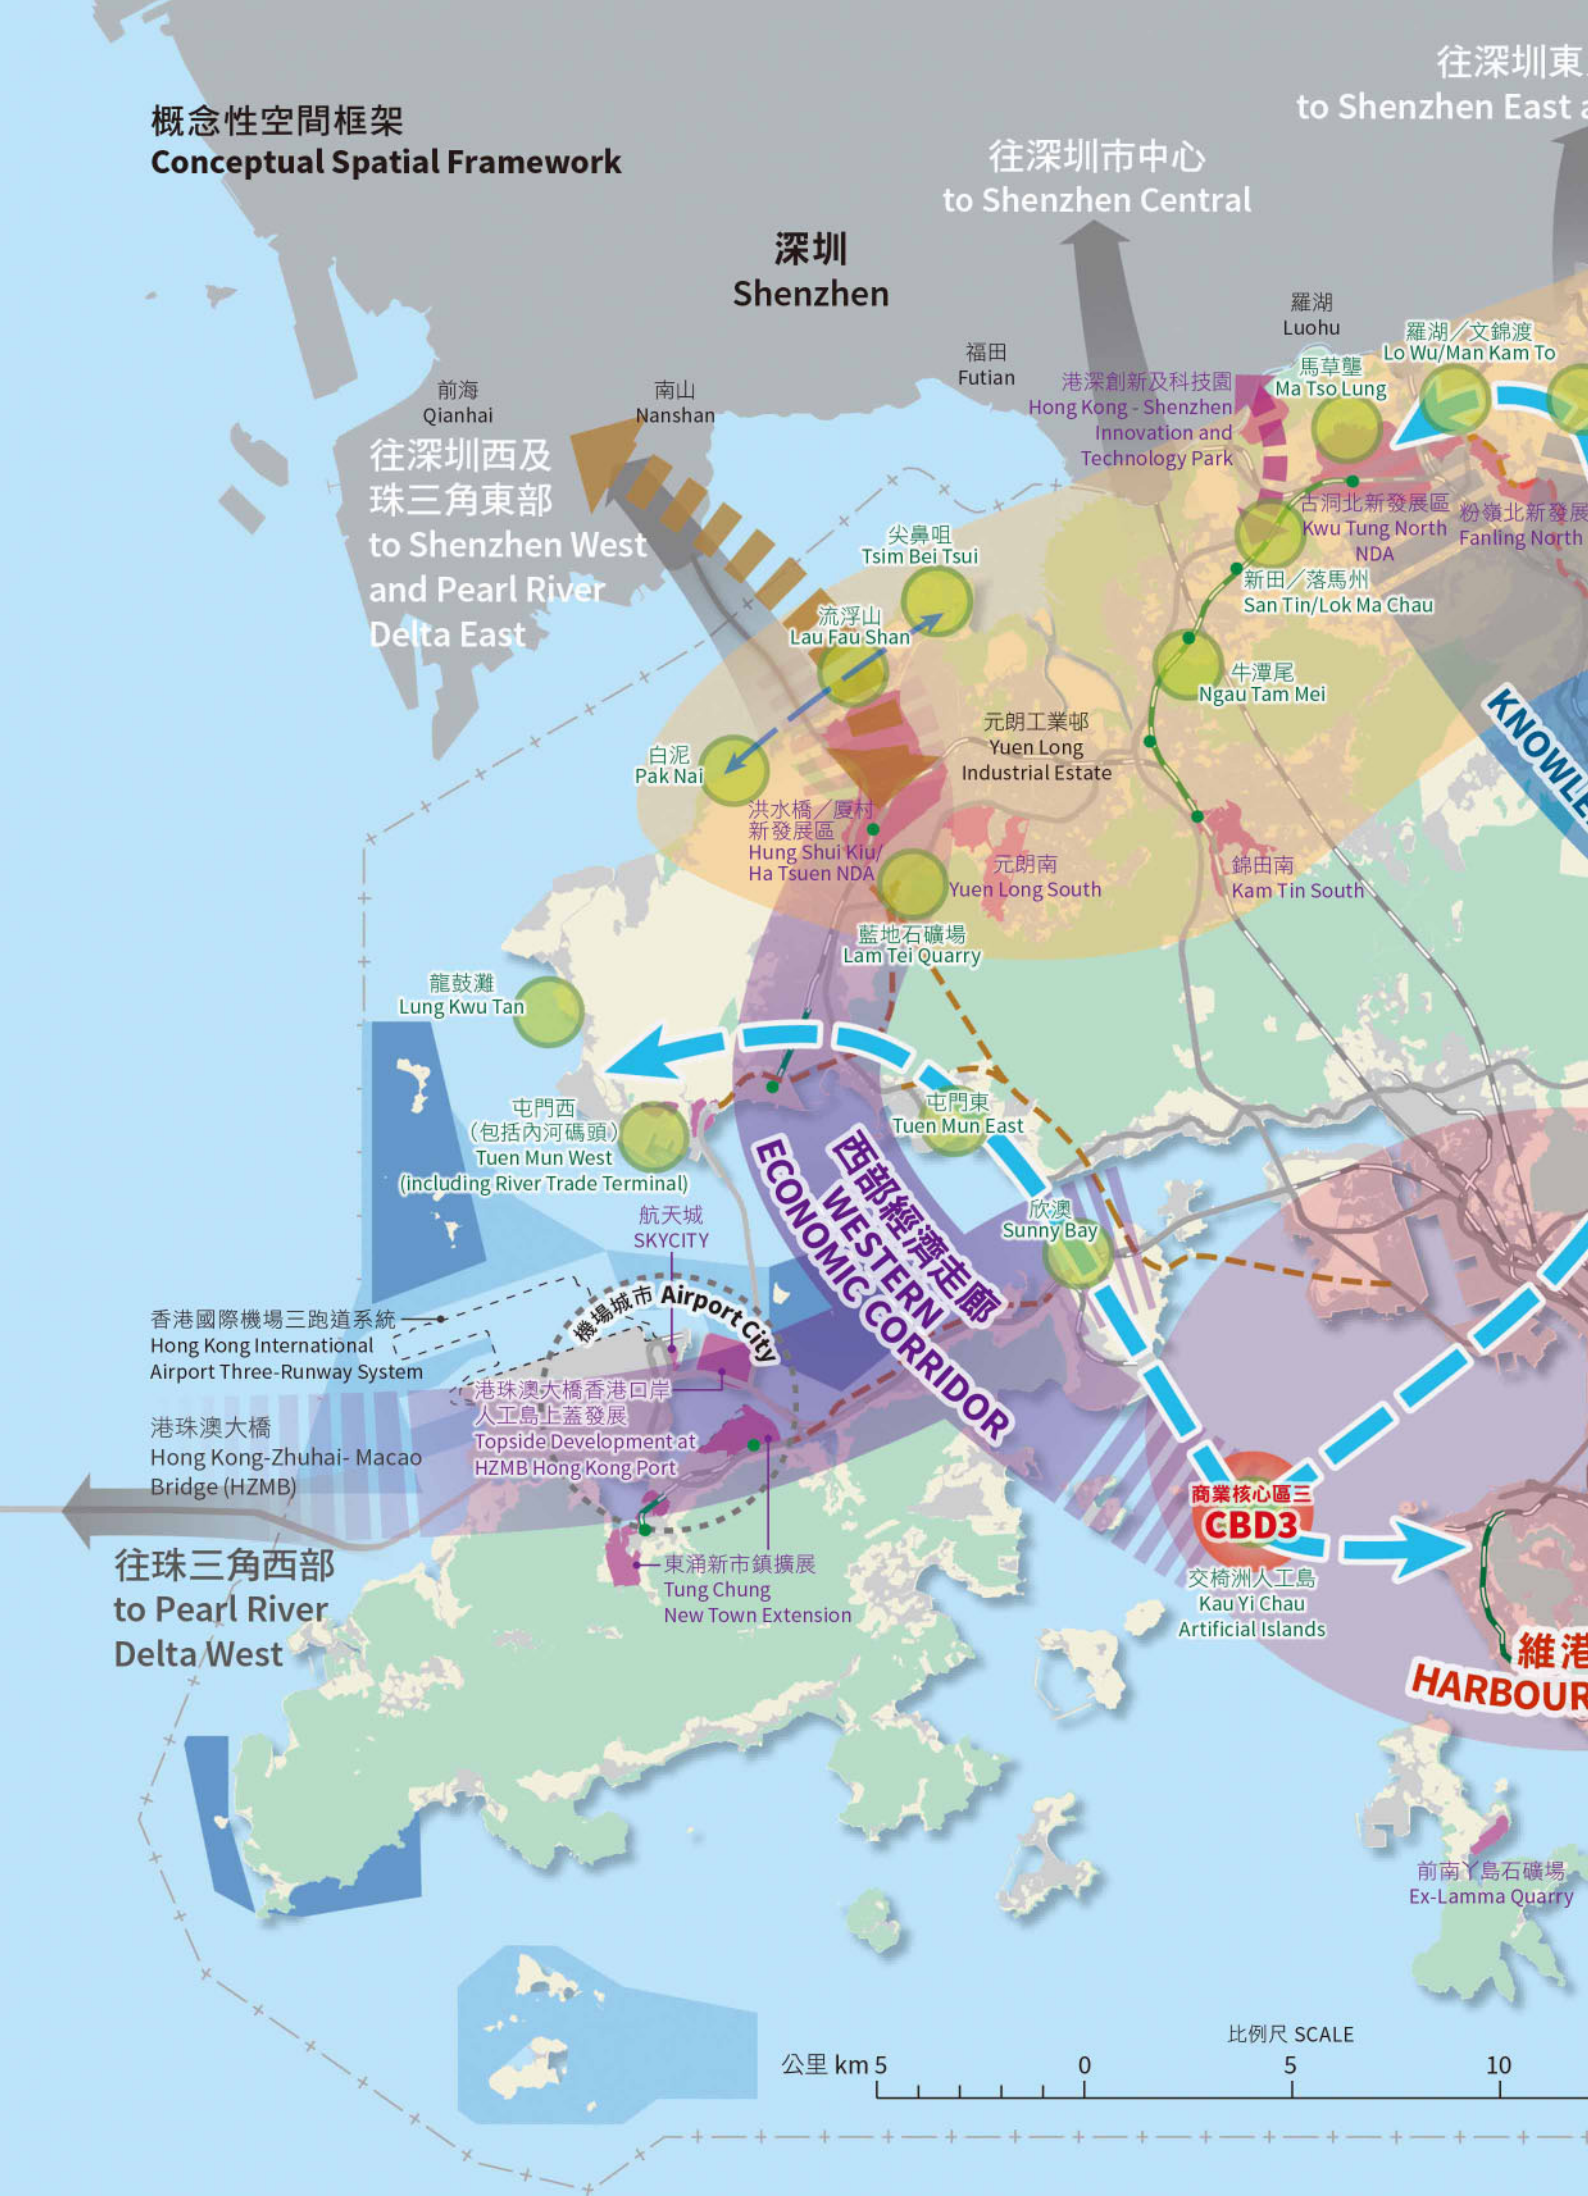 概念性空間框架
Conceptual Spatial Framework
往深圳東
to Shenzhen East
往深圳市中心
to Shenzhen Central
深圳
Shenzhen
羅湖
Luohu
羅湖／文錦渡
Lo Wu/Man Kam To
福田
Futian
馬草壟
Ma Tso Lung
前海
Qianhai
南山
Nanshan
港深創新及科技園
Hong Kong - Shenzhen
Innovation and
Technology Park
往深圳西及
珠三角東部
to Shenzhen West
and Pearl River
Delta East
古洞北新發展區
Kwu Tung North
NDA
粉嶺北新發展
Fanling North
尖鼻咀
Tsim Bei Tsui
新田／落馬州
San Tin/Lok Ma Chau
流浮山
Lau Fau Shan
牛潭尾
Ngau Tam Mei
元朗工業邨
Yuen Long
Industrial Estate
白泥
Pak Nai
洪水橋／厦村
新發展區
Hung Shui Kiu/
Ha Tsuen NDA
元朗南
Yuen Long South
錦田南
Kam Tin South
藍地石礦場
Lam Tei Quarry
龍鼓灘
Lung Kwu Tan
屯門西
（包括內河碼頭）
Tuen Mun West
(including River Trade Terminal)
屯門東
Tuen Mun East
西部經濟走廊
WESTERN
ECONOMIC CORRIDOR
欣澳
Sunny Bay
航天城
SKYCITY
機場城市 Airport City
香港國際機場三跑道系統
Hong Kong International
Airport Three-Runway System
港珠澳大橋香港口岸
人工島上蓋發展
Topside Development at
HZMB Hong Kong Port
港珠澳大橋
Hong Kong-Zhuhai- Macao
Bridge (HZMB)
商業核心區三
CBD3
往珠三角西部
to Pearl River
Delta West
東涌新市鎮擴展
Tung Chung
New Town Extension
交椅洲人工島
Kau Yi Chau
Artificial Islands
維港
HARBOUR
前南丫島石礦場
Ex-Lamma Quarry
比例尺 SCALE
公里 km 5 0 5 10